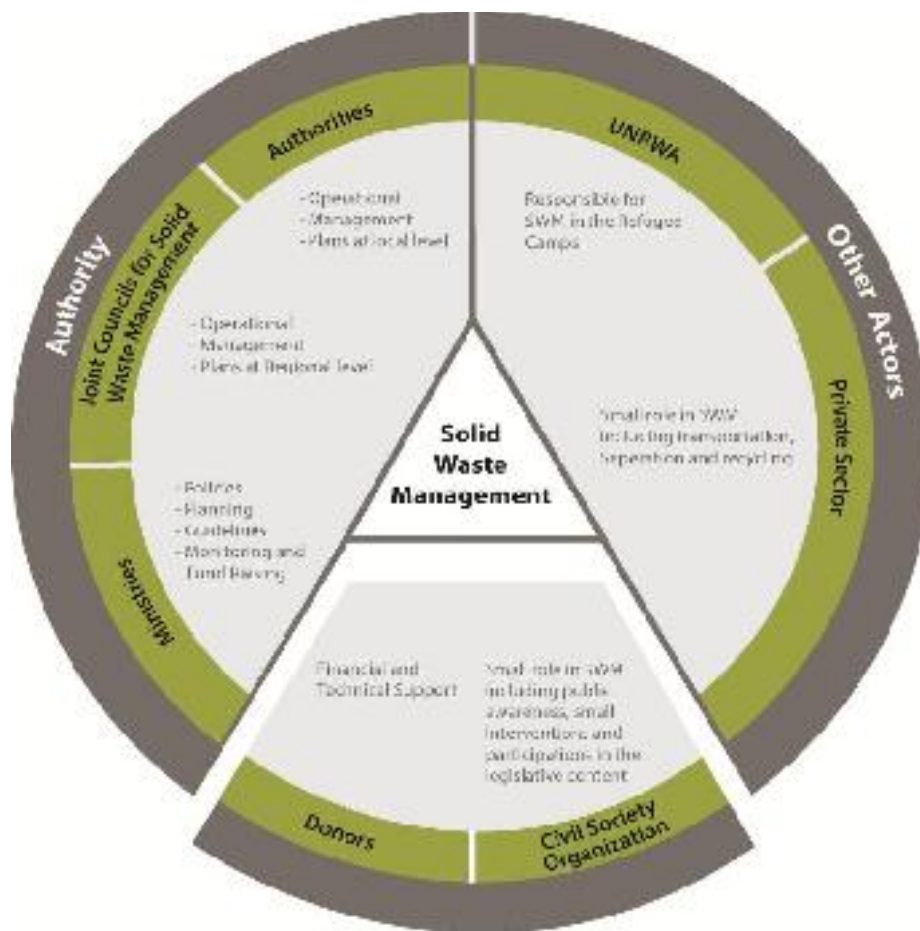 Authority
Authorities
- Operational
- Management
- Plans at local level
Joint Councils for Solid
Waste Management
- Operational
- Management
- Plans at Regional level
Ministries
- Policies
- Planning
- Guidelines
- Monitoring and
Fund Raising
Other Actors
UNRWA
Responsible for
SWM in the Refugee
Camps
Private Sector
Small role in SWM
including transportation,
Seperation and recycling
Solid
Waste
Management
Financial and
Technical Support
Donors
Small role in SWM
including public
awareness, small
interventions and
participations in the
legislative content
Civil Society
Organization